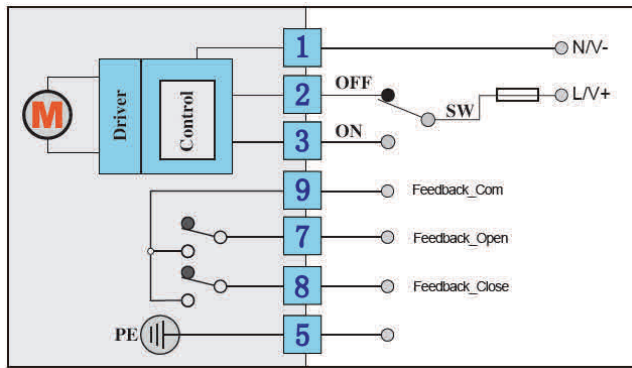 1
N/V-
2
OFF
SW
L/V+
M
Driver
Control
3
ON
9
Feedback_Com
7
Feedback_Open
8
Feedback_Close
PE
5